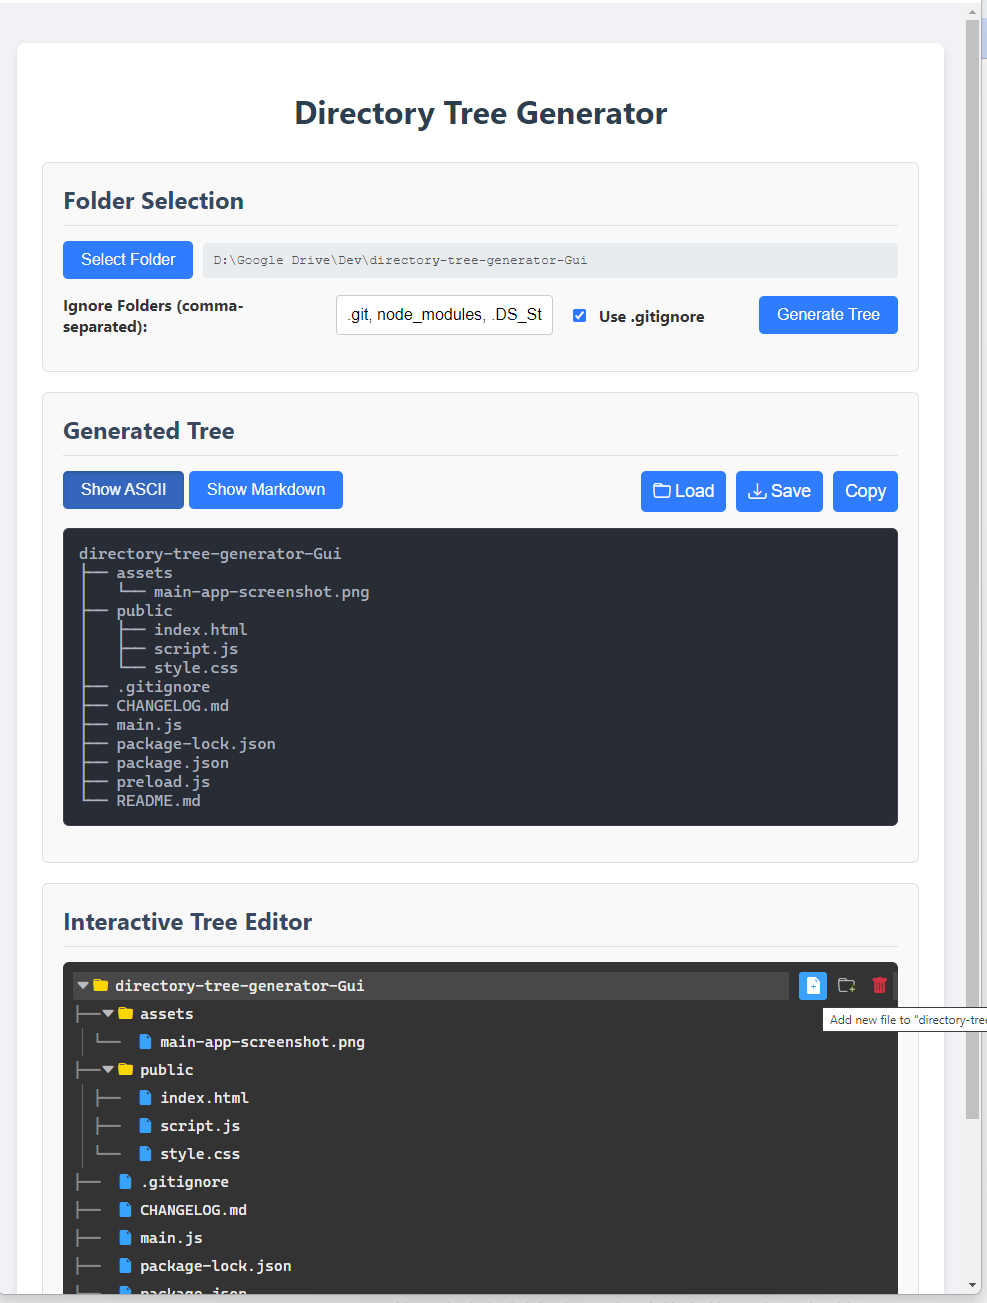 Directory Tree Generator
Folder Selection
Select Folder
D:\Google Drive\Dev\directory-tree-generator-Gui
Ignore Folders (comma-
separated):
.git, node_modules, .DS_St
Use .gitignore
Generate Tree
Generated Tree
Show ASCII
Show Markdown
Load
Save
Copy
directory-tree-generator-Gui
├── assets
│   └── main-app-screenshot.png
├── public
│   ├── index.html
│   ├── script.js
│   └── style.css
├── .gitignore
├── CHANGELOG.md
├── main.js
├── package-lock.json
├── package.json
├── preload.js
└── README.md
Interactive Tree Editor
directory-tree-generator-Gui
Add new file to "directory-tree
├── assets
│ └── main-app-screenshot.png
├── public
│ ├── index.html
│ ├── script.js
│ └── style.css
├── .gitignore
├── CHANGELOG.md
├── main.js
├── package-lock.json
├── package.json